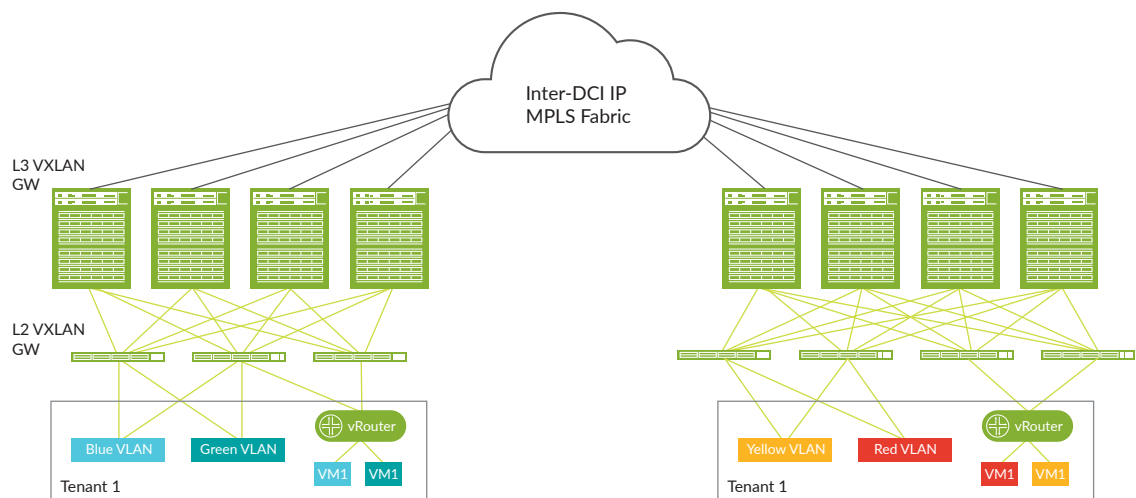 Inter-DCI IP
MPLS Fabric
L3 VXLAN
GW
L2 VXLAN
GW
Blue VLAN
Green VLAN
vRouter
VM1
VM1
Tenant 1
Yellow VLAN
Red VLAN
vRouter
VM1
VM1
Tenant 1